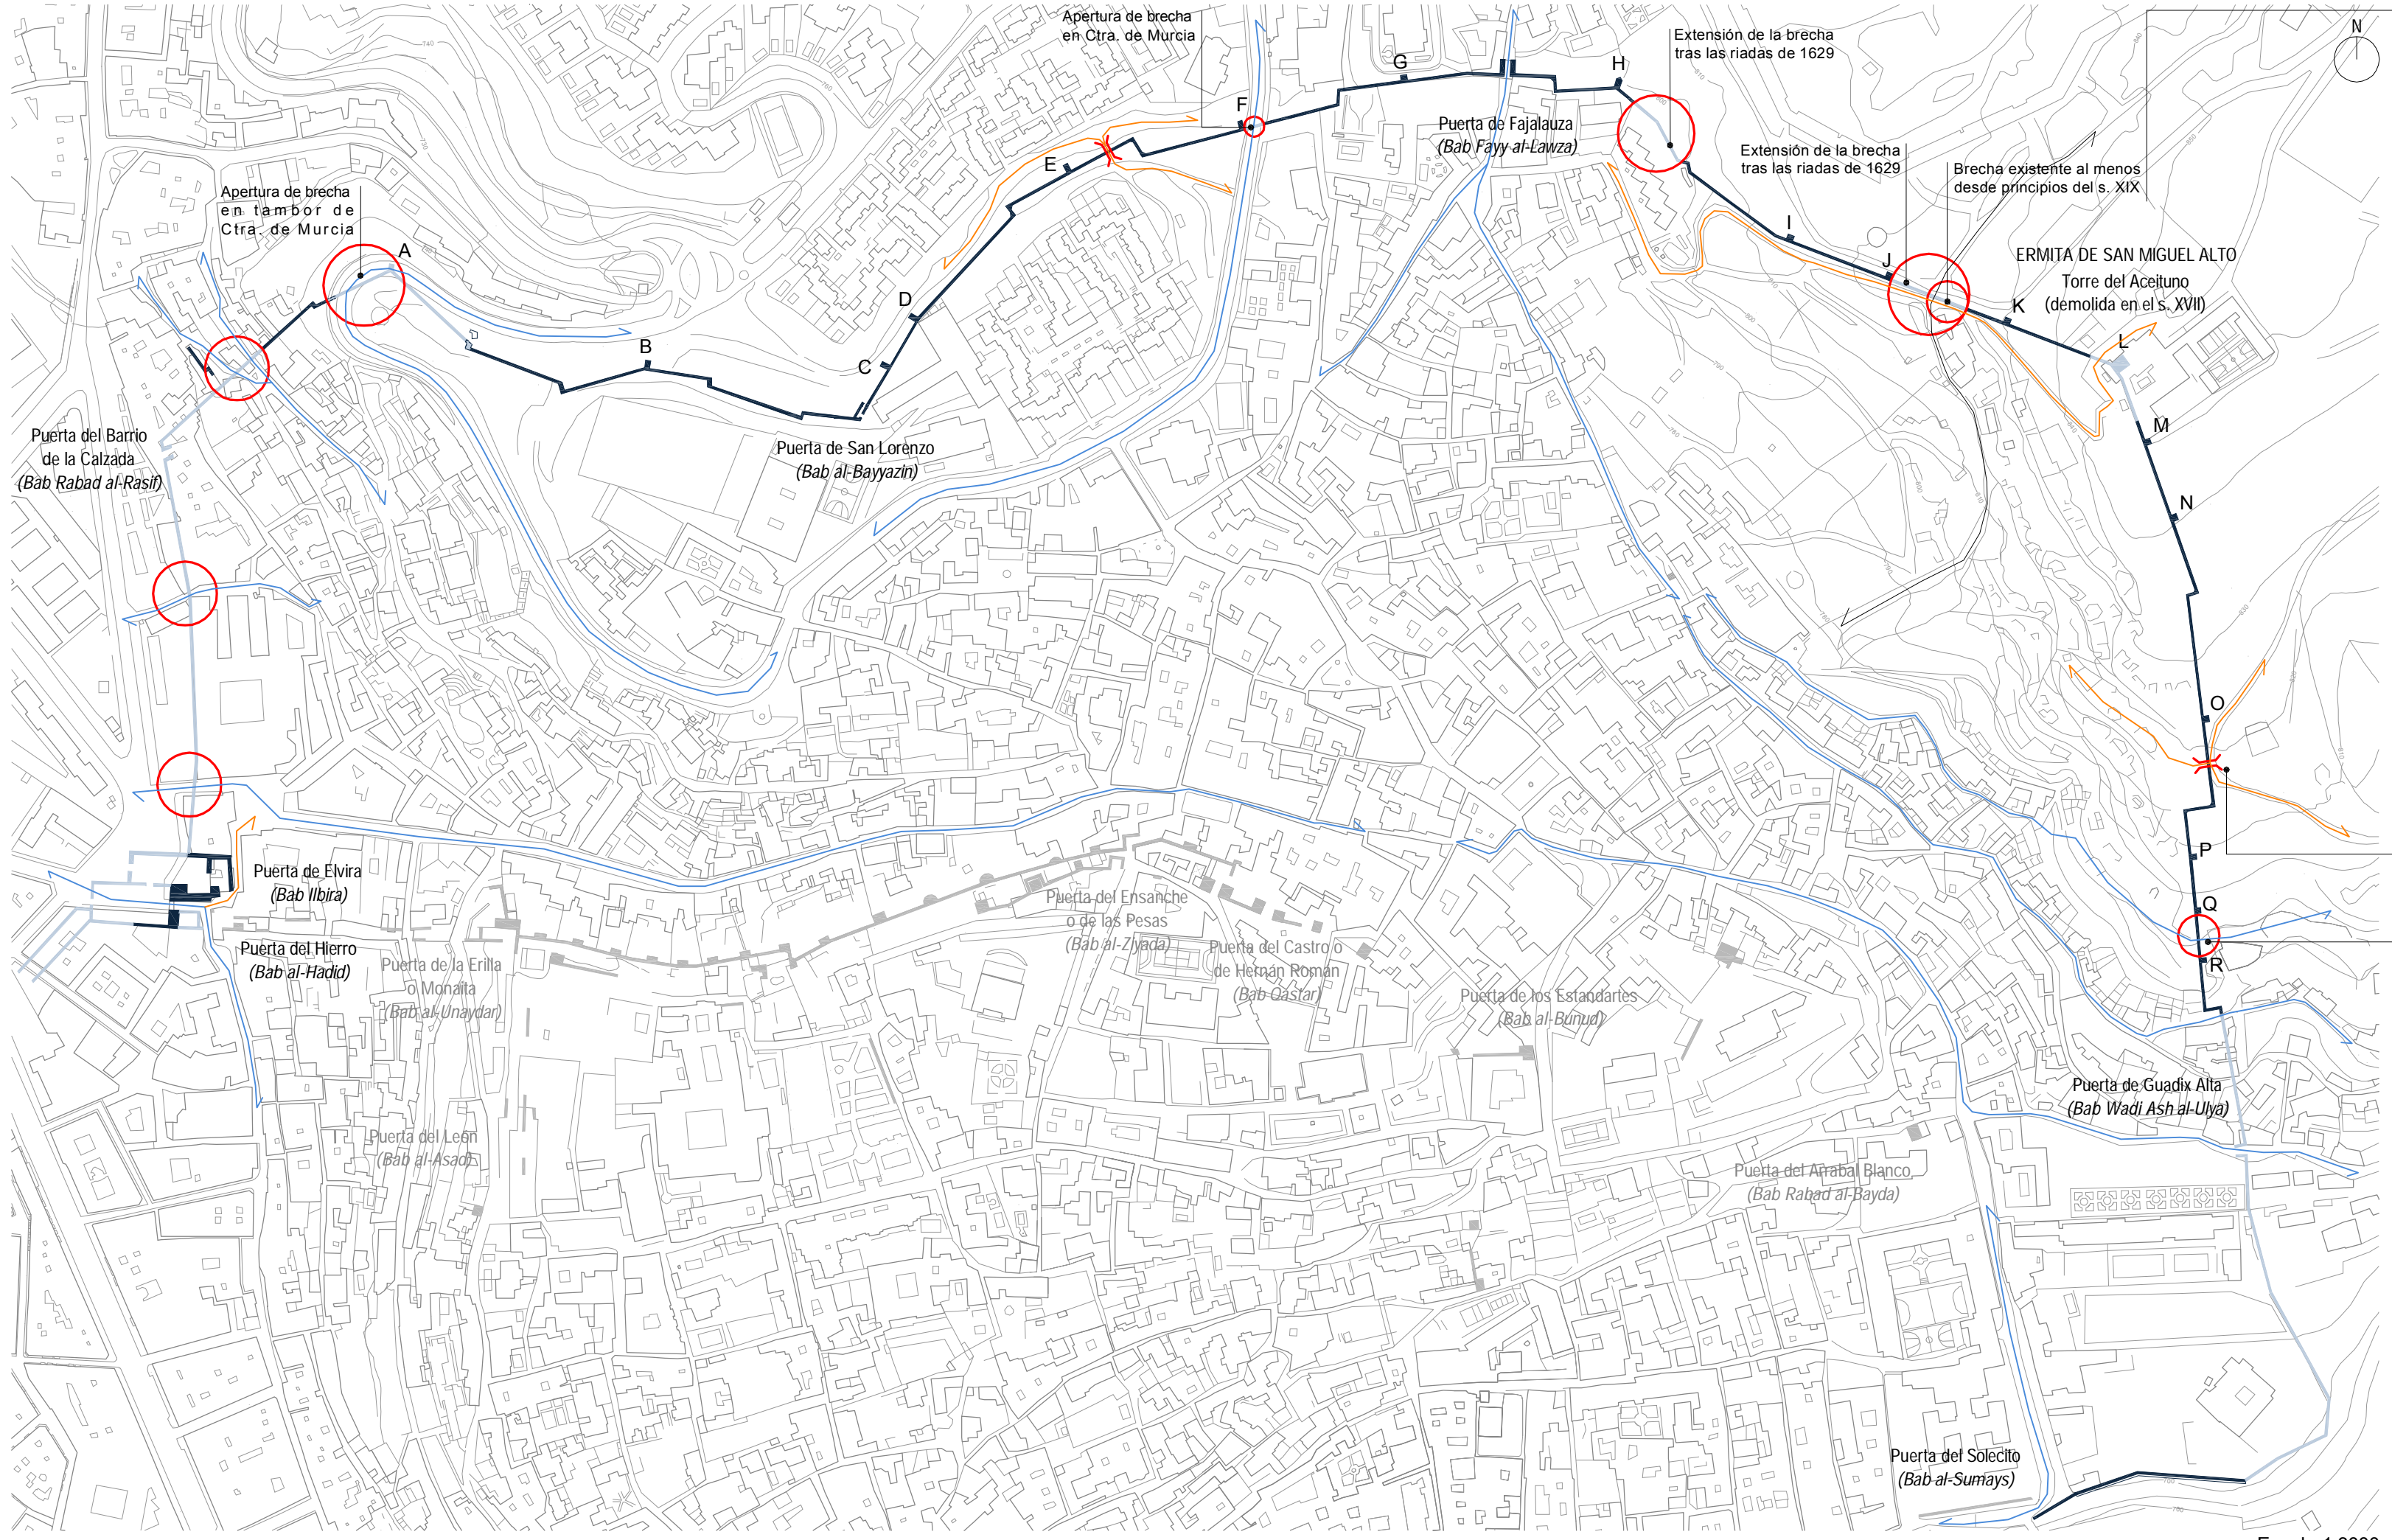 Apertura de brecha
en Ctra. de Murcia
Extensión de la brecha
tras las riadas de 1629
N
G
H
F
Puerta de Fajalauza
(Bab Fayy al-Lawza)
E
Extensión de la brecha
tras las riadas de 1629
Brecha existente al menos
desde principios del s. XIX
Apertura de brecha
en tambor de
Ctra. de Murcia
A
I
J
ERMITA DE SAN MIGUEL ALTO
Torre del Aceituno
(demolida en el s. XVII)
D
K
B
C
L
Puerta del Barrio
de la Calzada
(Bab Rabad al-Rasif)
Puerta de San Lorenzo
(Bab al-Bayyazin)
M
N
O
P
Puerta de Elvira
(Bab Ilbira)
Puerta del Ensanche
o de las Pesas
(Bab al-Ziyada)
Q
Puerta del Hierro
(Bab al-Hadid)
Puerta de la Erilla
o Monaita
(Bab al-Unaydar)
Puerta del Castro o
de Hernán Román
(Bab Qastar)
R
Puerta de los Estandartes
(Bab al-Bunud)
Puerta de Guadix Alta
(Bab Wadi Ash al-Ulya)
Puerta del León
(Bab al-Asad)
Puerta del Arrabal Blanco
(Bab Rabad al-Bayda)
Puerta del Solecito
(Bab al-Sumays)